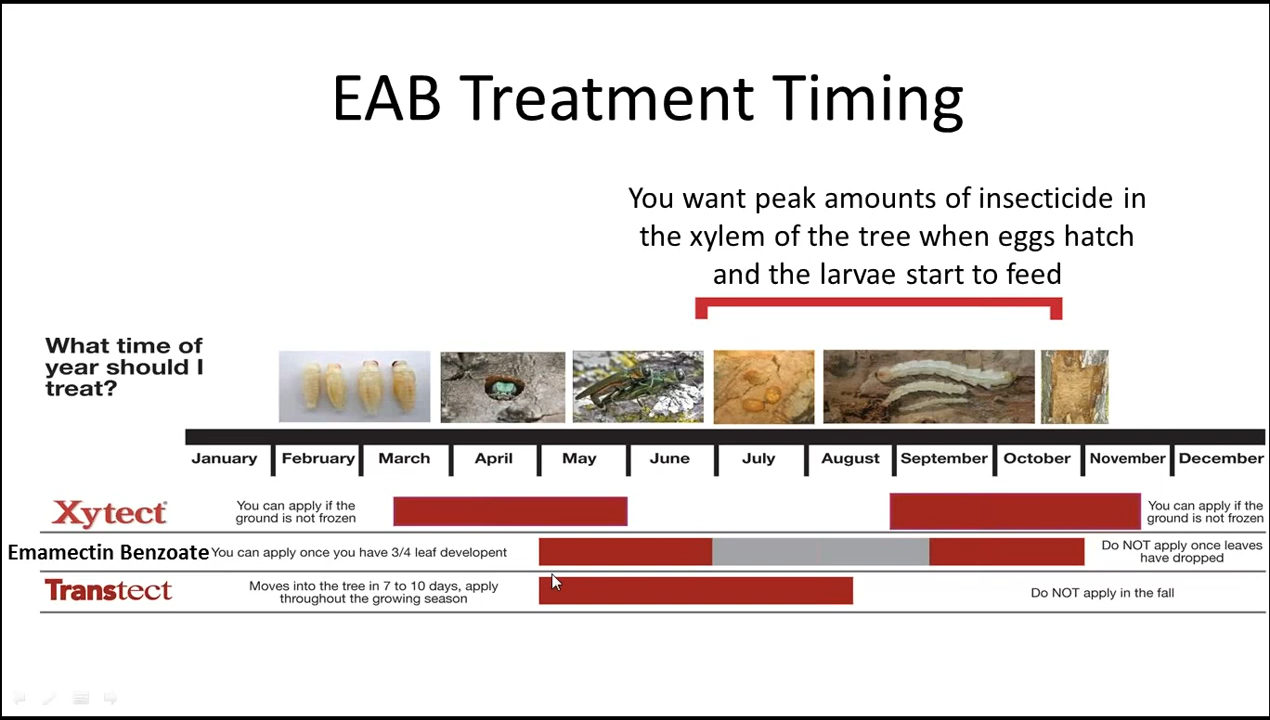 EAB Treatment Timing
You want peak amounts of insecticide in
the xylem of the tree when eggs hatch
and the larvae start to feed
What time of
year should I
treat?
January February March April May June July August September October November December
Xytect
You can apply if the
ground is not frozen
You can apply if the
ground is not frozen
Emamectin Benzoate
You can apply once you have 3/4 leaf developent
Do NOT apply once leaves
have dropped
Transtect
Moves into the tree in 7 to 10 days, apply
throughout the growing season
Do NOT apply in the fall